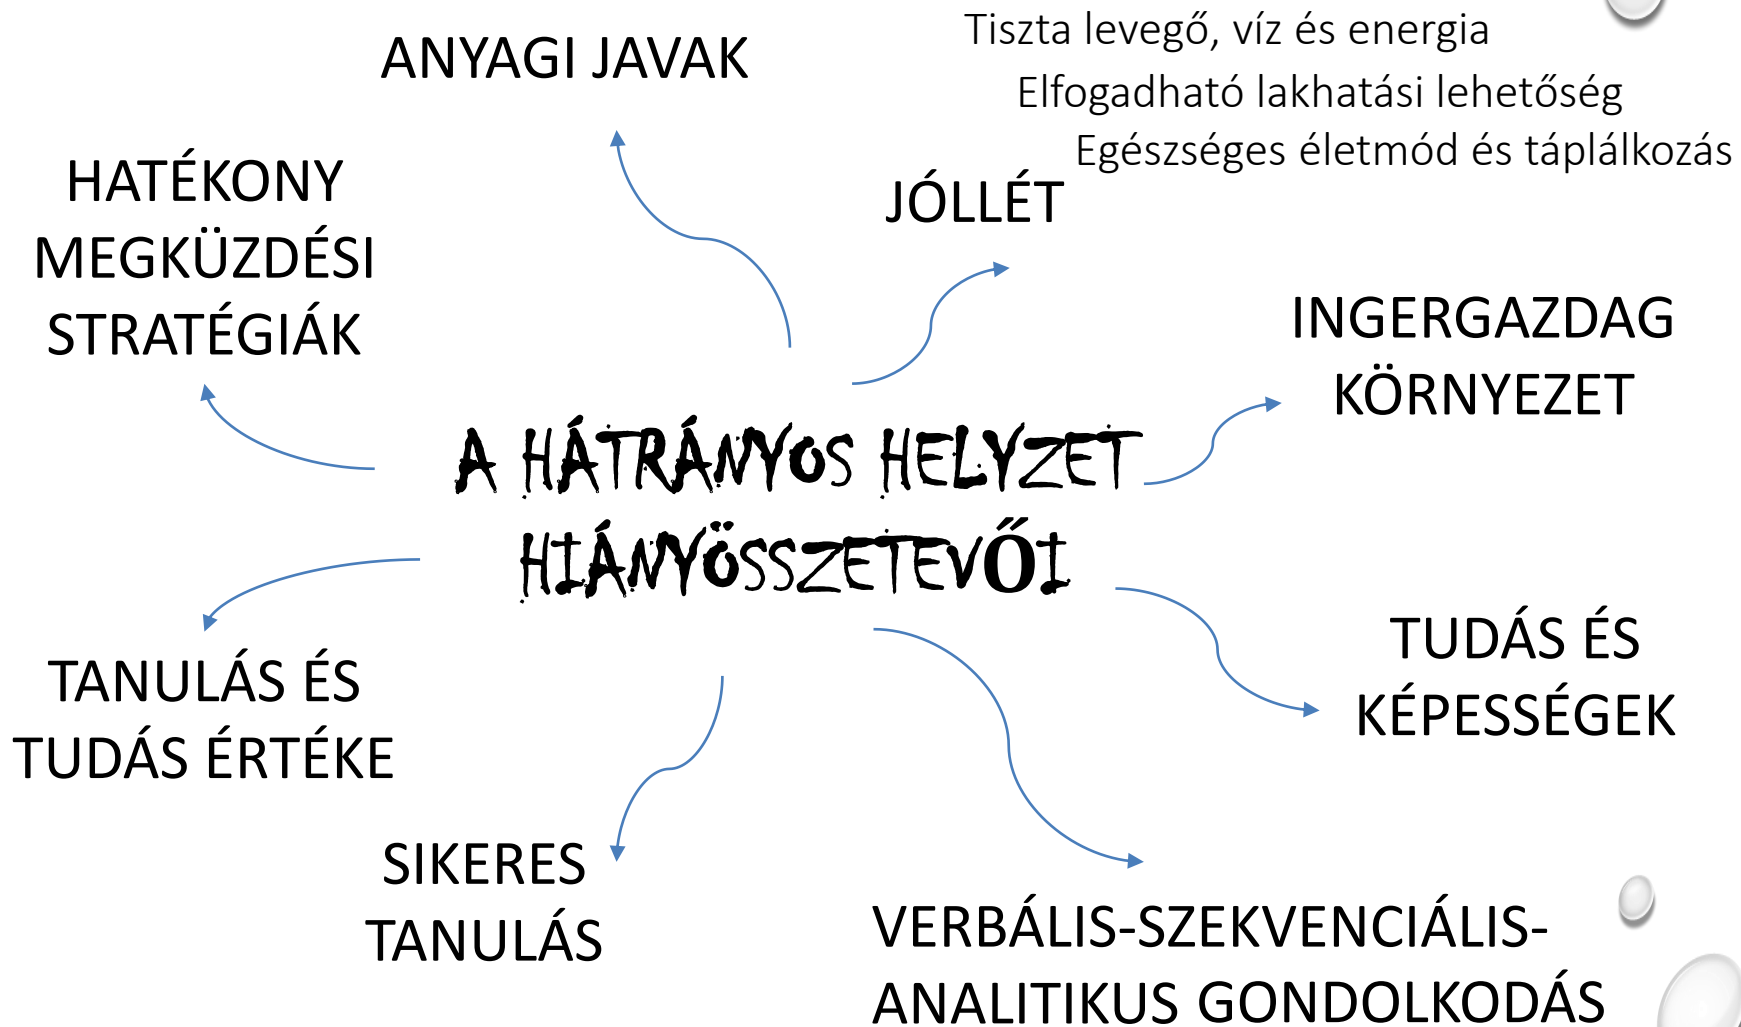 ANYAGI JAVAK
Tiszta levegő, víz és energia
Elfogadható lakhatási lehetőség
Egészséges életmód és táplálkozás
JÓLLÉT
HATÉKONY
MEGKÜZDÉSI
STRATÉGIÁK
INGERGAZDAG
KÖRNYEZET
A HÁTRÁNYOS HELYZET
HIÁNYÖSSZETEVŐI
TUDÁS ÉS
KÉPESSÉGEK
TANULÁS ÉS
TUDÁS ÉRTÉKE
SIKERES
TANULÁS
VERBÁLIS-SZEKVENCIÁLIS-
ANALITIKUS GONDOLKODÁS